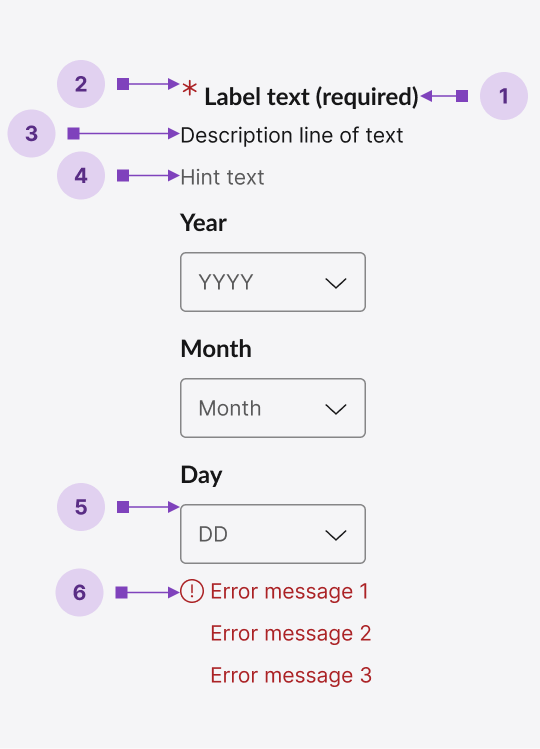 2
* Label text (required)
1
3
Description line of text
4
Hint text
Year
YYYY
Month
Month
Day
5
DD
6
Error message 1
Error message 2
Error message 3